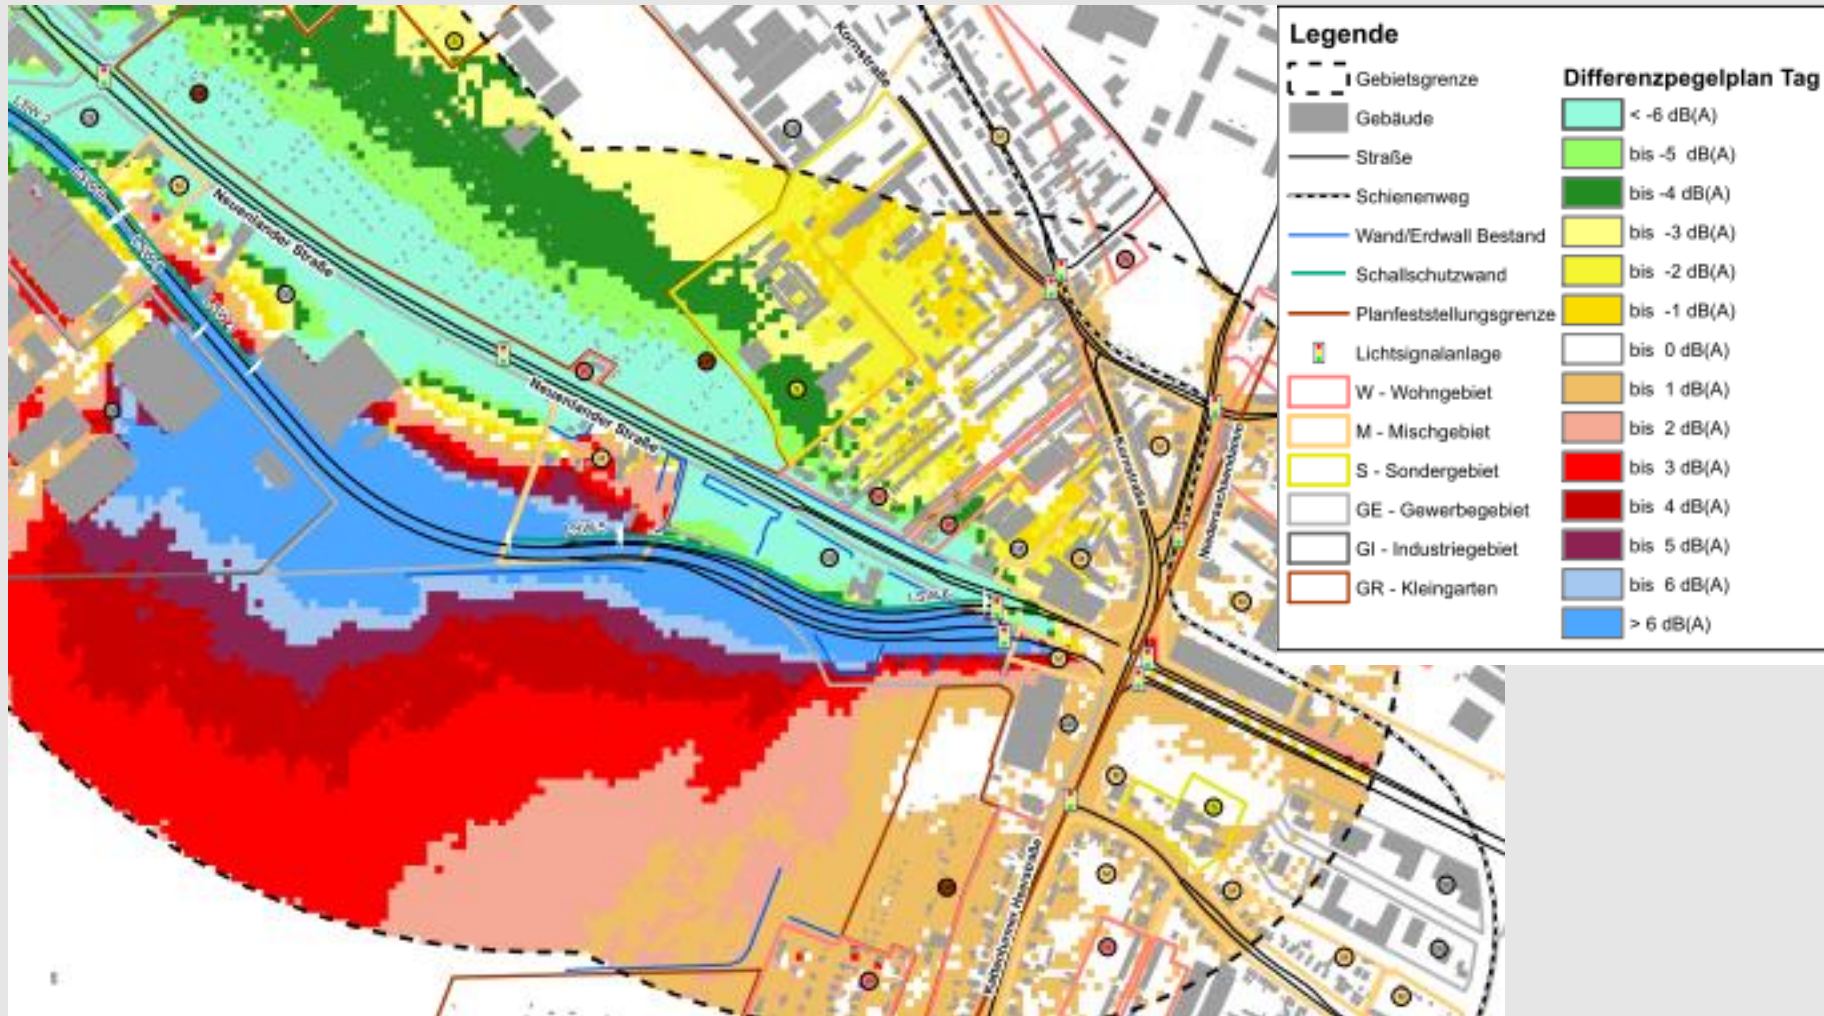 Legende
Gebietsgrenze
Gebäude
Straße
Schienenweg
Wand/Erdwall Bestand
Schallschutzwand
Planfeststellungsgrenze
Lichtsignalanlage
W - Wohngebiet
M - Mischgebiet
S - Sondergebiet
GE - Gewerbegebiet
GI - Industriegebiet
GR - Kleingarten
Differenzpegelplan Tag
< -6 dB(A)
bis -5 dB(A)
bis -4 dB(A)
bis -3 dB(A)
bis -2 dB(A)
bis -1 dB(A)
bis 0 dB(A)
bis 1 dB(A)
bis 2 dB(A)
bis 3 dB(A)
bis 4 dB(A)
bis 5 dB(A)
bis 6 dB(A)
> 6 dB(A)
Kornstraße
Neuenlander Straße
Neuenlander Straße
Kornstraße
Niedersachsendamm
Kattenturmer Heerstraße